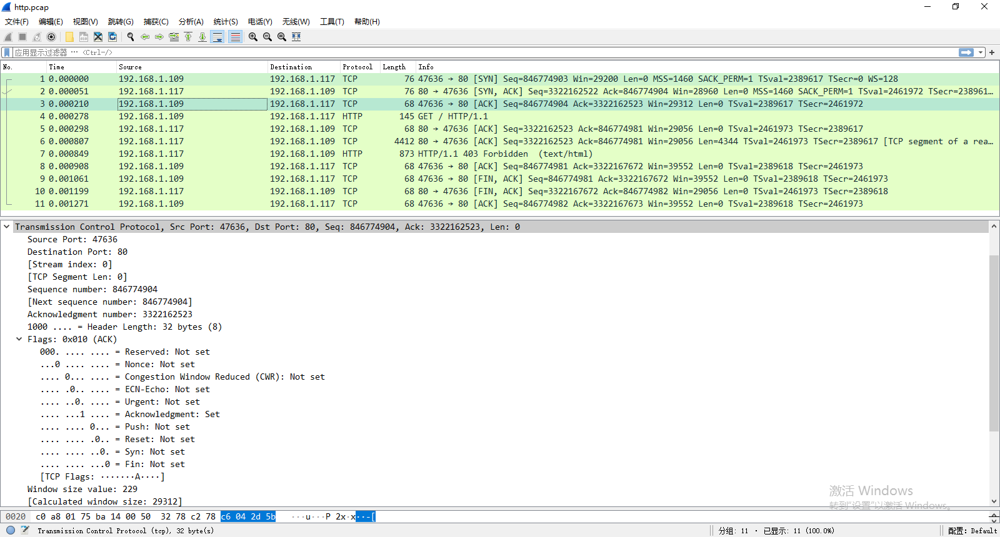 http.pcap
文件(F) 编辑(E) 视图(V) 跳转(G) 捕获(C) 分析(A) 统计(S) 电话(Y) 无线(W) 工具(T) 帮助(H)
应用显示过滤器 … <Ctrl-/>
No. Time Source Destination Protocol Length Info
1 0.000000 192.168.1.109 192.168.1.117 TCP 76 47636 → 80 [SYN] Seq=846774903 Win=29200 Len=0 MSS=1460 SACK_PERM=1 TSval=2389617 TSecr=0 WS=128
2 0.000051 192.168.1.117 192.168.1.109 TCP 76 80 → 47636 [SYN, ACK] Seq=3322162522 Ack=846774904 Win=28960 Len=0 MSS=1460 SACK_PERM=1 TSval=2461972 TSecr=238961…
3 0.000210 192.168.1.109 192.168.1.117 TCP 68 47636 → 80 [ACK] Seq=846774904 Ack=3322162523 Win=29312 Len=0 TSval=2389617 TSecr=2461972
4 0.000278 192.168.1.109 192.168.1.117 HTTP 145 GET / HTTP/1.1
5 0.000298 192.168.1.117 192.168.1.109 TCP 68 80 → 47636 [ACK] Seq=3322162523 Ack=846774981 Win=29056 Len=0 TSval=2461973 TSecr=2389617
6 0.000807 192.168.1.117 192.168.1.109 TCP 4412 80 → 47636 [ACK] Seq=3322162523 Ack=846774981 Win=29056 Len=4344 TSval=2461973 TSecr=2389617 [TCP segment of a rea…
7 0.000849 192.168.1.117 192.168.1.109 HTTP 873 HTTP/1.1 403 Forbidden (text/html)
8 0.000908 192.168.1.109 192.168.1.117 TCP 68 47636 → 80 [ACK] Seq=846774981 Ack=3322167672 Win=39552 Len=0 TSval=2389618 TSecr=2461973
9 0.001061 192.168.1.109 192.168.1.117 TCP 68 47636 → 80 [FIN, ACK] Seq=846774981 Ack=3322167672 Win=39552 Len=0 TSval=2389618 TSecr=2461973
10 0.001199 192.168.1.117 192.168.1.109 TCP 68 80 → 47636 [FIN, ACK] Seq=3322167672 Ack=846774982 Win=29056 Len=0 TSval=2461973 TSecr=2389618
11 0.001271 192.168.1.109 192.168.1.117 TCP 68 47636 → 80 [ACK] Seq=846774982 Ack=3322167673 Win=39552 Len=0 TSval=2389618 TSecr=2461973
Transmission Control Protocol, Src Port: 47636, Dst Port: 80, Seq: 846774904, Ack: 3322162523, Len: 0
Source Port: 47636
Destination Port: 80
[Stream index: 0]
[TCP Segment Len: 0]
Sequence number: 846774904
[Next sequence number: 846774904]
Acknowledgment number: 3322162523
1000 .... = Header Length: 32 bytes (8)
Flags: 0x010 (ACK)
000. .... .... = Reserved: Not set
...0 .... .... = Nonce: Not set
.... 0... .... = Congestion Window Reduced (CWR): Not set
.... .0.. .... = ECN-Echo: Not set
.... ..0. .... = Urgent: Not set
.... ...1 .... = Acknowledgment: Set
.... .... 0... = Push: Not set
.... .... .0.. = Reset: Not set
.... .... ..0. = Syn: Not set
.... .... ...0 = Fin: Not set
[TCP Flags: ·······A····]
Window size value: 229
[Calculated window size: 29312]
激活 Windows
转到"设置"以激活 Windows。
0020 c0 a8 01 75 ba 14 00 50 32 78 c2 78 c6 04 2d 5b ···u···P 2x·x··-[
Transmission Control Protocol (tcp), 32 byte(s) 分组: 11 · 已显示: 11 (100.0%) 配置: Default